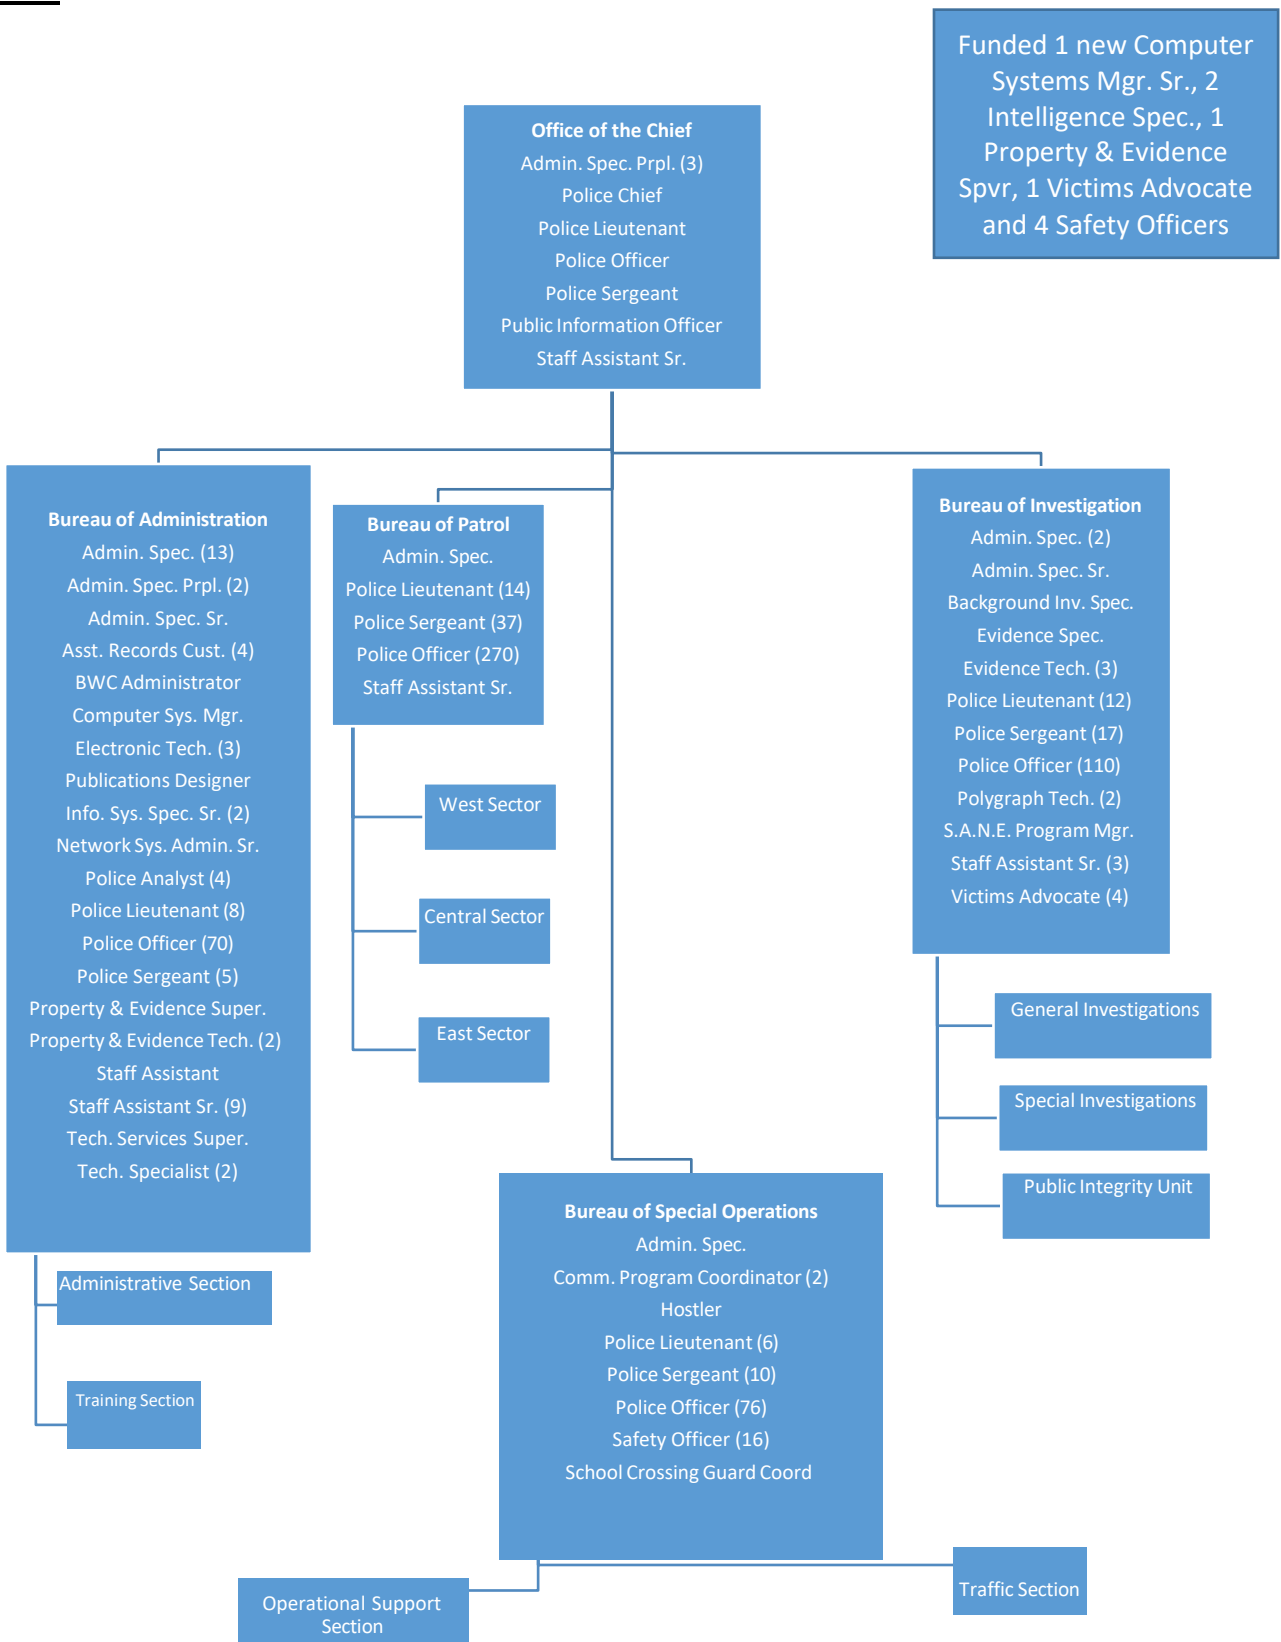 Funded 1 new Computer
Systems Mgr. Sr., 2
Intelligence Spec., 1
Property & Evidence
Spvr, 1 Victims Advocate
and 4 Safety Officers
Office of the Chief
Admin. Spec. Prpl. (3)
Police Chief
Police Lieutenant
Police Officer
Police Sergeant
Public Information Officer
Staff Assistant Sr.
Bureau of Administration
Admin. Spec. (13)
Admin. Spec. Prpl. (2)
Admin. Spec. Sr.
Asst. Records Cust. (4)
BWC Administrator
Computer Sys. Mgr.
Electronic Tech. (3)
Publications Designer
Info. Sys. Spec. Sr. (2)
Network Sys. Admin. Sr.
Police Analyst (4)
Police Lieutenant (8)
Police Officer (70)
Police Sergeant (5)
Property & Evidence Super.
Property & Evidence Tech. (2)
Staff Assistant
Staff Assistant Sr. (9)
Tech. Services Super.
Tech. Specialist (2)
Administrative Section
Training Section
Bureau of Patrol
Admin. Spec.
Police Lieutenant (14)
Police Sergeant (37)
Police Officer (270)
Staff Assistant Sr.
West Sector
Central Sector
East Sector
Bureau of Investigation
Admin. Spec. (2)
Admin. Spec. Sr.
Background Inv. Spec.
Evidence Spec.
Evidence Tech. (3)
Police Lieutenant (12)
Police Sergeant (17)
Police Officer (110)
Polygraph Tech. (2)
S.A.N.E. Program Mgr.
Staff Assistant Sr. (3)
Victims Advocate (4)
General Investigations
Special Investigations
Public Integrity Unit
Bureau of Special Operations
Admin. Spec.
Comm. Program Coordinator (2)
Hostler
Police Lieutenant (6)
Police Sergeant (10)
Police Officer (76)
Safety Officer (16)
School Crossing Guard Coord
Operational Support
Section
Traffic Section